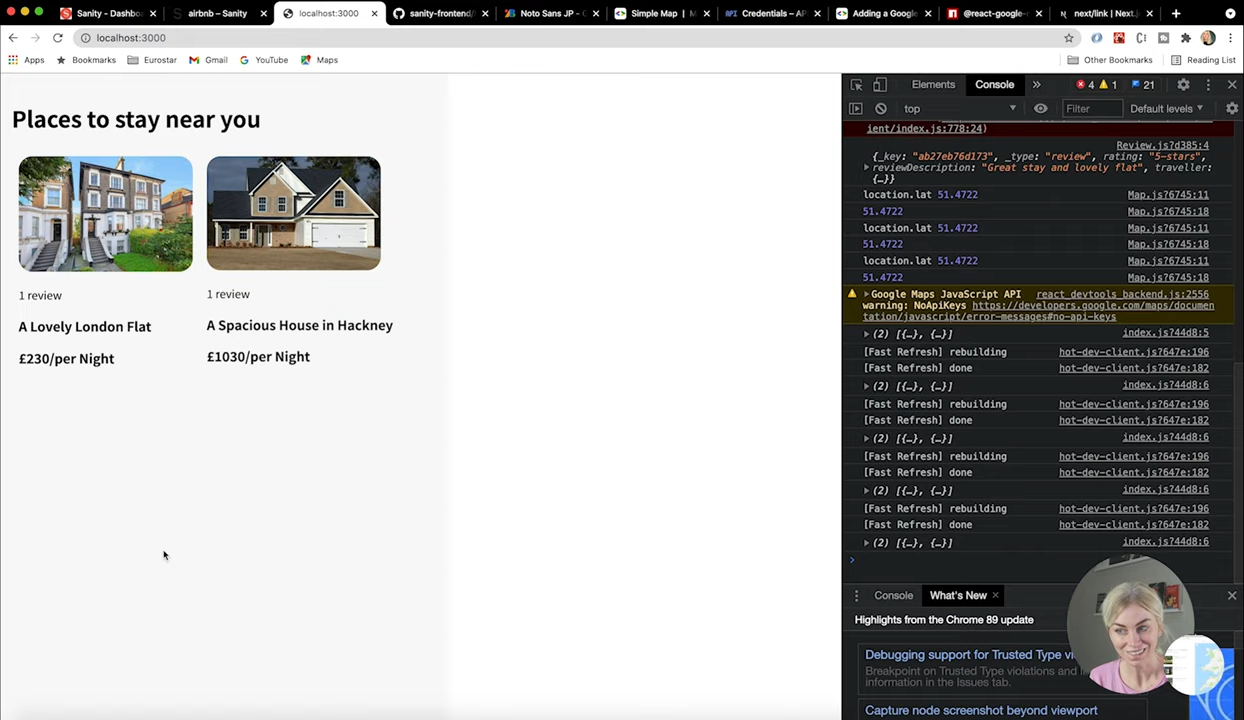 Sanity - Dashboa
airbnb – Sanity
localhost:3000
sanity-frontend/
Noto Sans JP - G
Simple Map | M
Credentials – API
Adding a Google
@react-google-
next/link | Next.j
localhost:3000
Apps
Bookmarks
Eurostar
Gmail
YouTube
Maps
Other Bookmarks
Reading List
Places to stay near you
1 review
A Lovely London Flat
£230/per Night
1 review
A Spacious House in Hackney
£1030/per Night
Elements
Console
4
1
21
top
Filter
Default levels
ient/index.js:778:24)
Review.js?d385:4
{_key: "ab27eb76d173", _type: "review", rating: "5-stars",
reviewDescription: "Great stay and lovely flat", traveller:
{…}}
location.lat 51.4722 Map.js?6745:11
51.4722 Map.js?6745:18
location.lat 51.4722 Map.js?6745:11
51.4722 Map.js?6745:18
location.lat 51.4722 Map.js?6745:11
51.4722 Map.js?6745:18
Google Maps JavaScript API react_devtools_backend.js:2556
warning: NoApiKeys https://developers.google.com/maps/documen
tation/javascript/error-messages#no-api-keys
(2) [{…}, {…}] index.js?44d8:5
[Fast Refresh] rebuilding hot-dev-client.js?647e:196
[Fast Refresh] done hot-dev-client.js?647e:182
(2) [{…}, {…}] index.js?44d8:6
[Fast Refresh] rebuilding hot-dev-client.js?647e:196
[Fast Refresh] done hot-dev-client.js?647e:182
(2) [{…}, {…}] index.js?44d8:6
[Fast Refresh] rebuilding hot-dev-client.js?647e:196
[Fast Refresh] done hot-dev-client.js?647e:182
(2) [{…}, {…}] index.js?44d8:6
[Fast Refresh] rebuilding hot-dev-client.js?647e:196
[Fast Refresh] done hot-dev-client.js?647e:182
(2) [{…}, {…}] index.js?44d8:6
Console
What's New
Highlights from the Chrome 89 update
Debugging support for Trusted Type
Breakpoint on Trusted Type violations and
information in the Issues tab.
Capture node screenshot beyond viewport